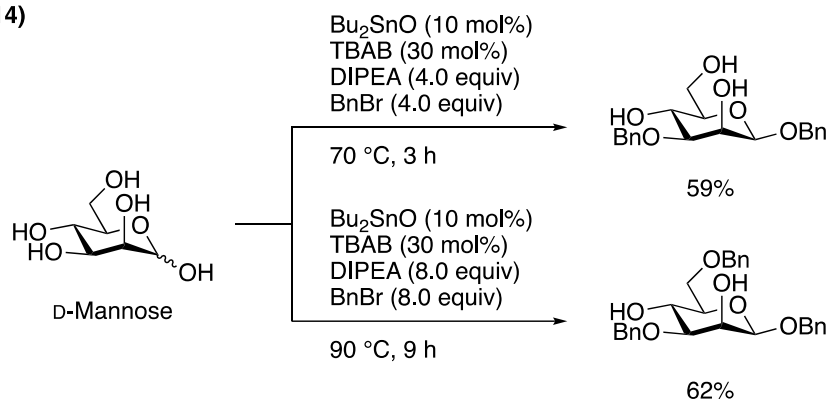 4)
Bu2SnO (10 mol%)
TBAB (30 mol%)
DIPEA (4.0 equiv)
BnBr (4.0 equiv)
70 °C, 3 h
OH
OH
HO
O
BnO
OBn
59%
OH
OH
HO
O
HO
OH
D-Mannose
Bu2SnO (10 mol%)
TBAB (30 mol%)
DIPEA (8.0 equiv)
BnBr (8.0 equiv)
90 °C, 9 h
OBn
OH
HO
O
BnO
OBn
62%